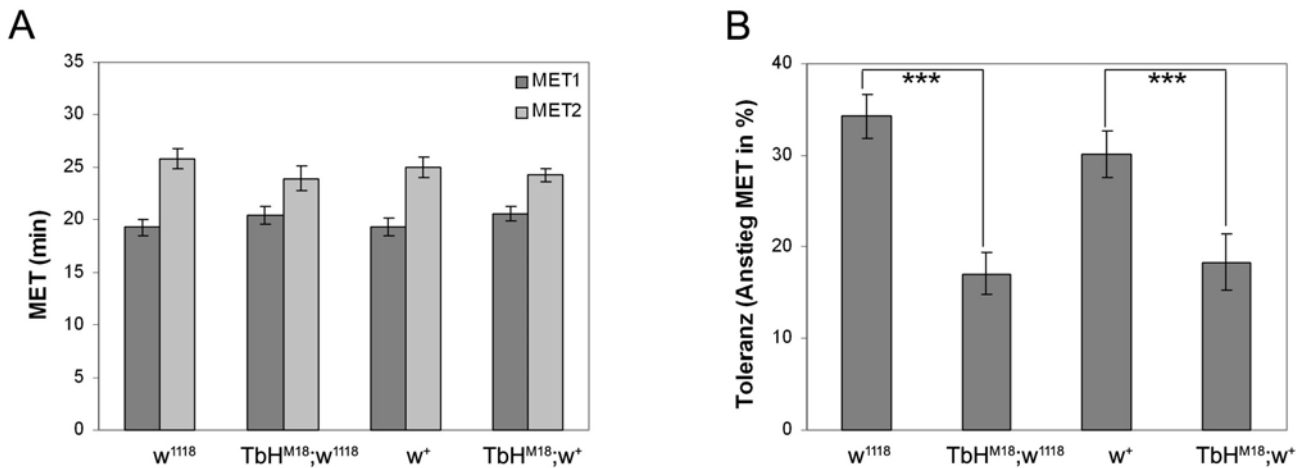 A
MET (min)
35
30
25
20
15
10
5
0
MET1
MET2
w¹¹¹⁸
TbHᴹ¹⁸;w¹¹¹⁸
w⁺
TbHᴹ¹⁸;w⁺
B
Toleranz (Anstieg MET in %)
40
30
20
10
0
***
***
w¹¹¹⁸
TbHᴹ¹⁸;w¹¹¹⁸
w⁺
TbHᴹ¹⁸;w⁺